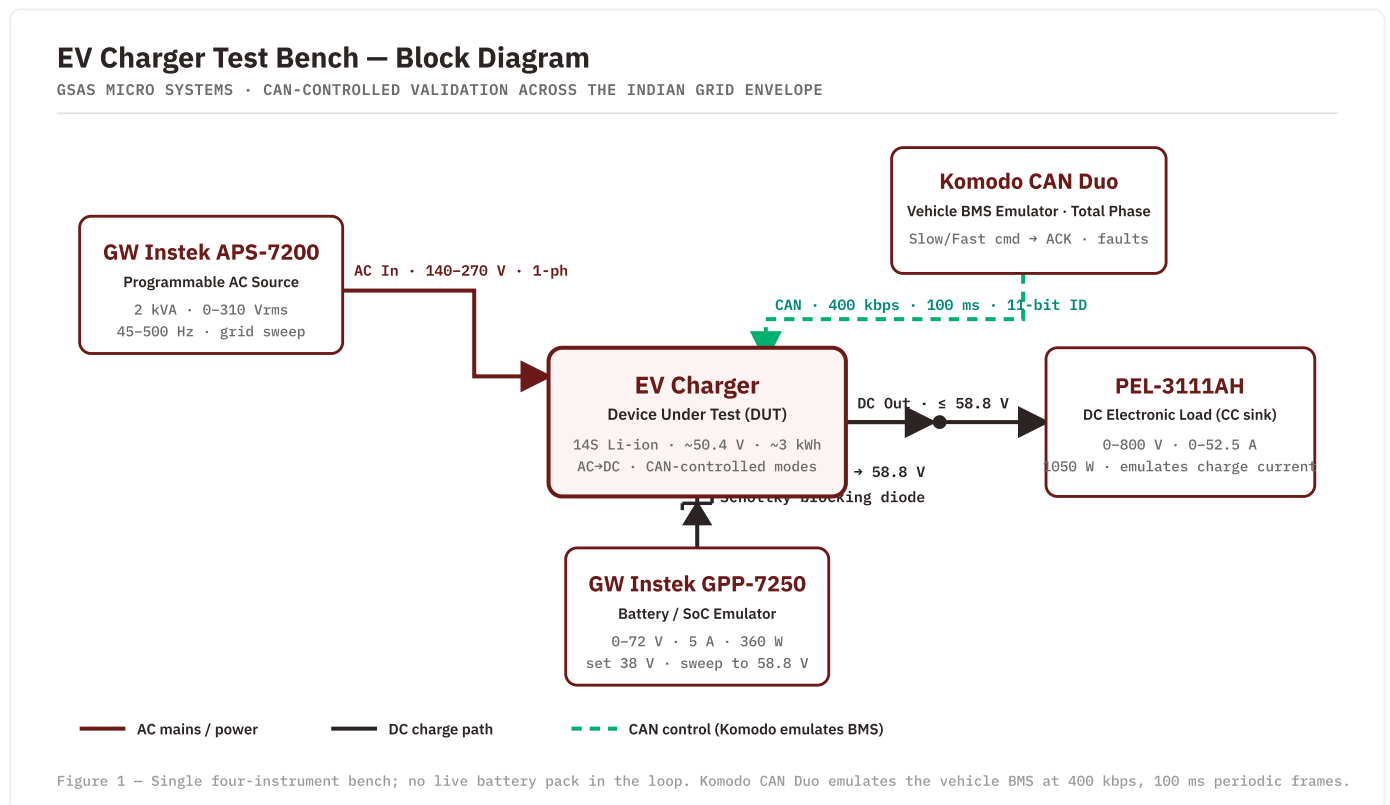 EV Charger Test Bench — Block Diagram
GSAS MICRO SYSTEMS · CAN-CONTROLLED VALIDATION ACROSS THE INDIAN GRID ENVELOPE
Komodo CAN Duo
Vehicle BMS Emulator · Total Phase
Slow/Fast cmd → ACK · faults
GW Instek APS-7200
Programmable AC Source
2 kVA · 0–310 Vrms
45–500 Hz · grid sweep
AC In · 140–270 V · 1-ph
CAN · 400 kbps · 100 ms · 11-bit ID
EV Charger
Device Under Test (DUT)
14S Li-ion · ~50.4 V · ~3 kWh
AC→DC · CAN-controlled modes
DC Out · ≤ 58.8 V
PEL-3111AH
DC Electronic Load (CC sink)
0–800 V · 0–52.5 A
1050 W · emulates charge current
→ 58.8 V
Schottky blocking diode
GW Instek GPP-7250
Battery / SoC Emulator
0–72 V · 5 A · 360 W
set 38 V · sweep to 58.8 V
AC mains / power
DC charge path
CAN control (Komodo emulates BMS)
Figure 1 — Single four-instrument bench; no live battery pack in the loop. Komodo CAN Duo emulates the vehicle BMS at 400 kbps, 100 ms periodic frames.